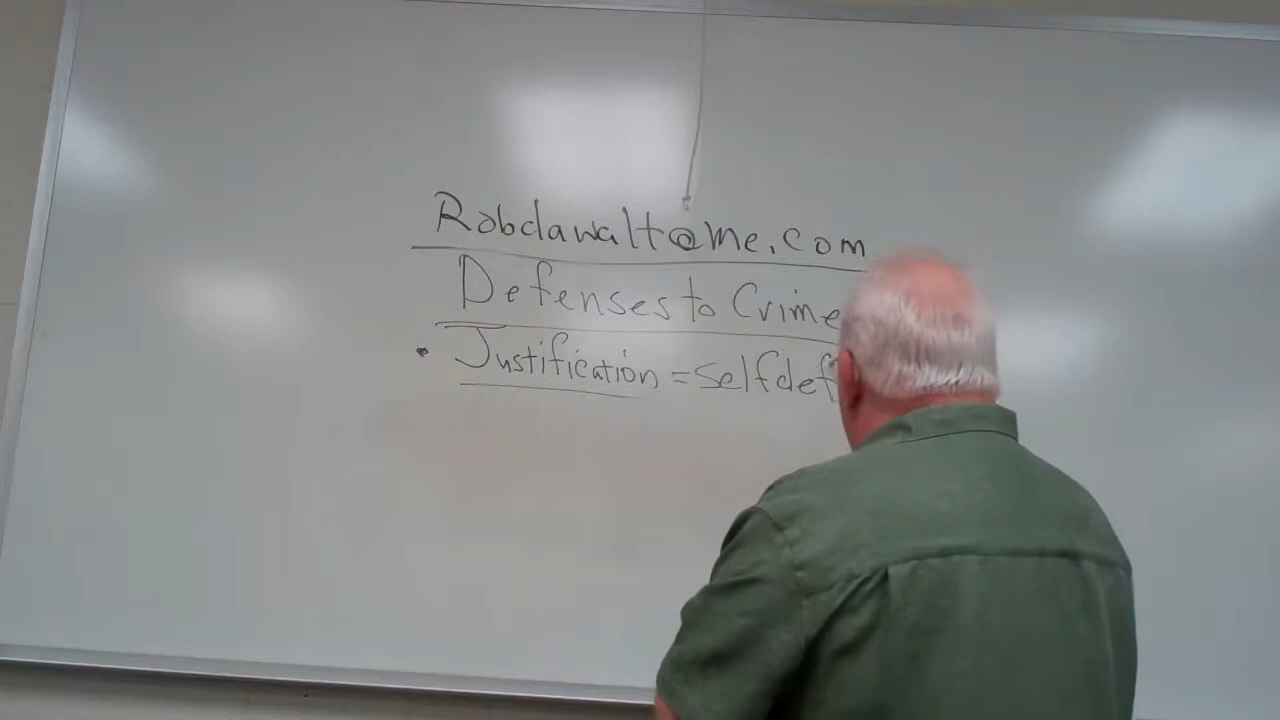 Robdawalt@me.com
Defenses to Crime
• Justification = Selfdef